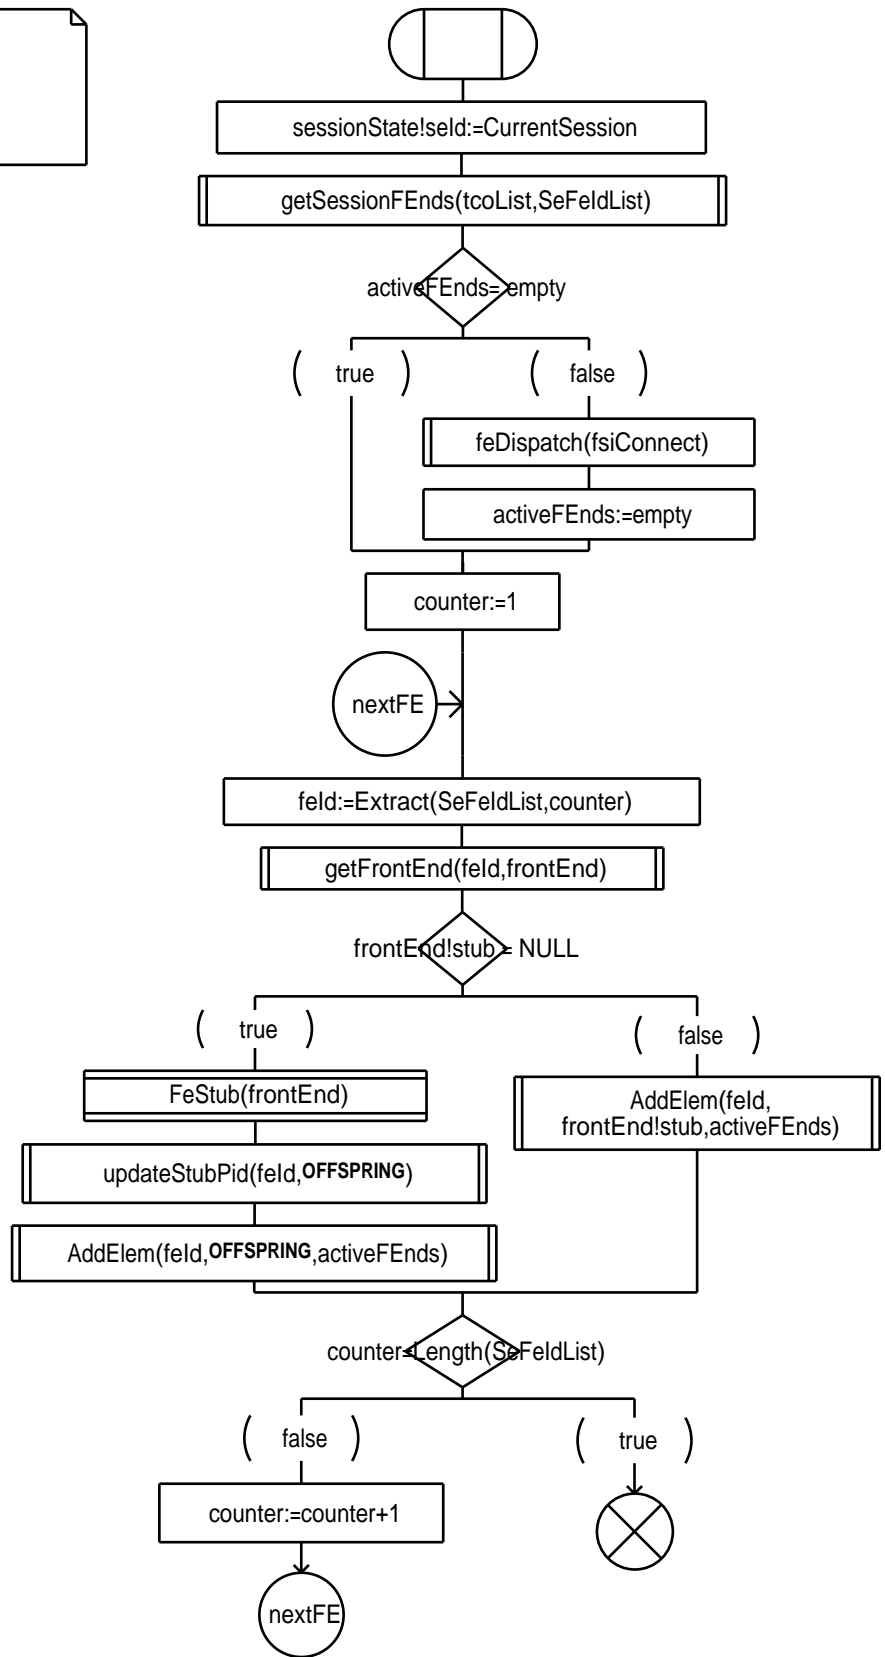 sessionState!seId:=CurrentSession
getSessionFEnds(tcoList,SeFeIdList)
activeFEnds= empty
( true ) ( false )
feDispatch(fsiConnect)
activeFEnds:=empty
counter:=1
nextFE
feId:=Extract(SeFeIdList,counter)
getFrontEnd(feId,frontEnd)
frontEnd!stub = NULL
( true ) ( false )
FeStub(frontEnd)
AddElem(feId,
frontEnd!stub,activeFEnds)
updateStubPid(feId,OFFSPRING)
AddElem(feId,OFFSPRING,activeFEnds)
counter=Length(SeFeIdList)
( false ) ( true )
counter:=counter+1
nextFE